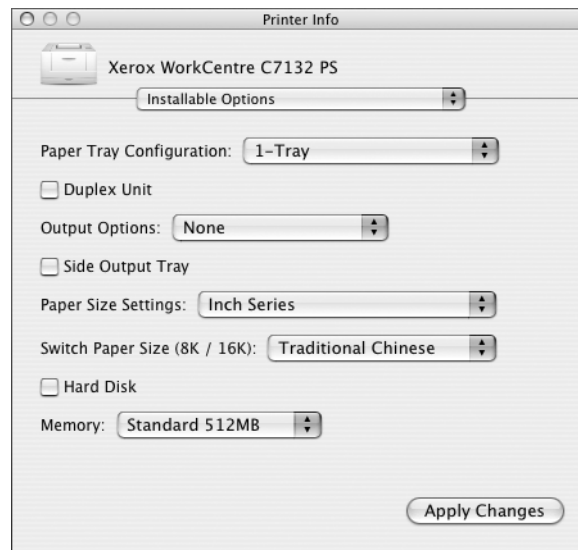 Printer Info
Xerox WorkCentre C7132 PS
Installable Options
Paper Tray Configuration: 1-Tray
Duplex Unit
Output Options: None
Side Output Tray
Paper Size Settings: Inch Series
Switch Paper Size (8K / 16K): Traditional Chinese
Hard Disk
Memory: Standard 512MB
Apply Changes